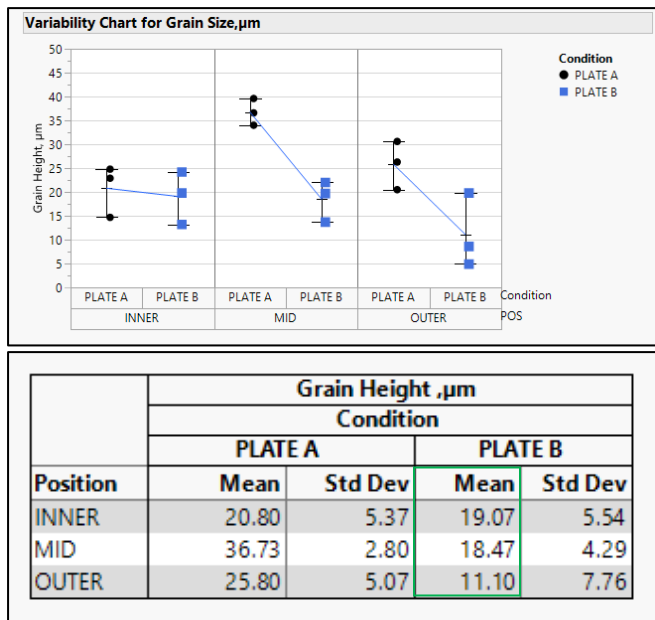 Variability Chart for Grain Size,µm
Grain Height, µm
50
45
40
35
30
25
20
15
10
5
0
PLATE A PLATE B PLATE A PLATE B PLATE A PLATE B Condition
INNER MID OUTER POS
Condition
PLATE A
PLATE B
Grain Height ,µm
Condition
PLATE A PLATE B
Position Mean Std Dev Mean Std Dev
INNER 20.80 5.37 19.07 5.54
MID 36.73 2.80 18.47 4.29
OUTER 25.80 5.07 11.10 7.76